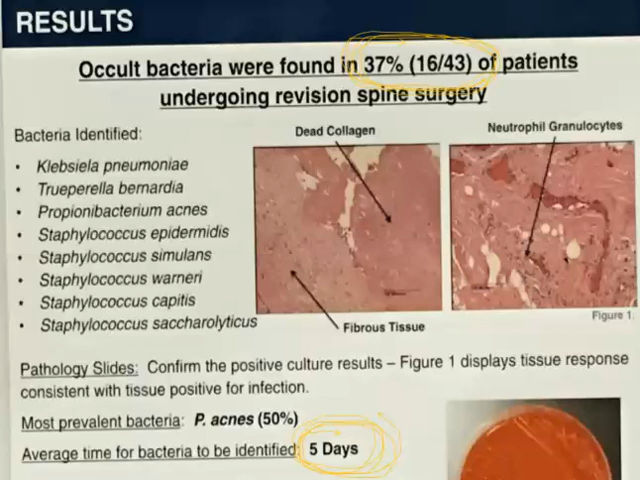 RESULTS
Occult bacteria were found in 37% (16/43) of patients
undergoing revision spine surgery
Bacteria Identified:
Dead Collagen
Neutrophil Granulocytes
• Klebsiela pneumoniae
• Trueperella bernardia
• Propionibacterium acnes
• Staphylococcus epidermidis
• Staphylococcus simulans
• Staphylococcus warneri
• Staphylococcus capitis
• Staphylococcus saccharolyticus
Figure 1.
Fibrous Tissue
Pathology Slides: Confirm the positive culture results – Figure 1 displays tissue response
consistent with tissue positive for infection.
Most prevalent bacteria: P. acnes (50%)
Average time for bacteria to be identified: 5 Days